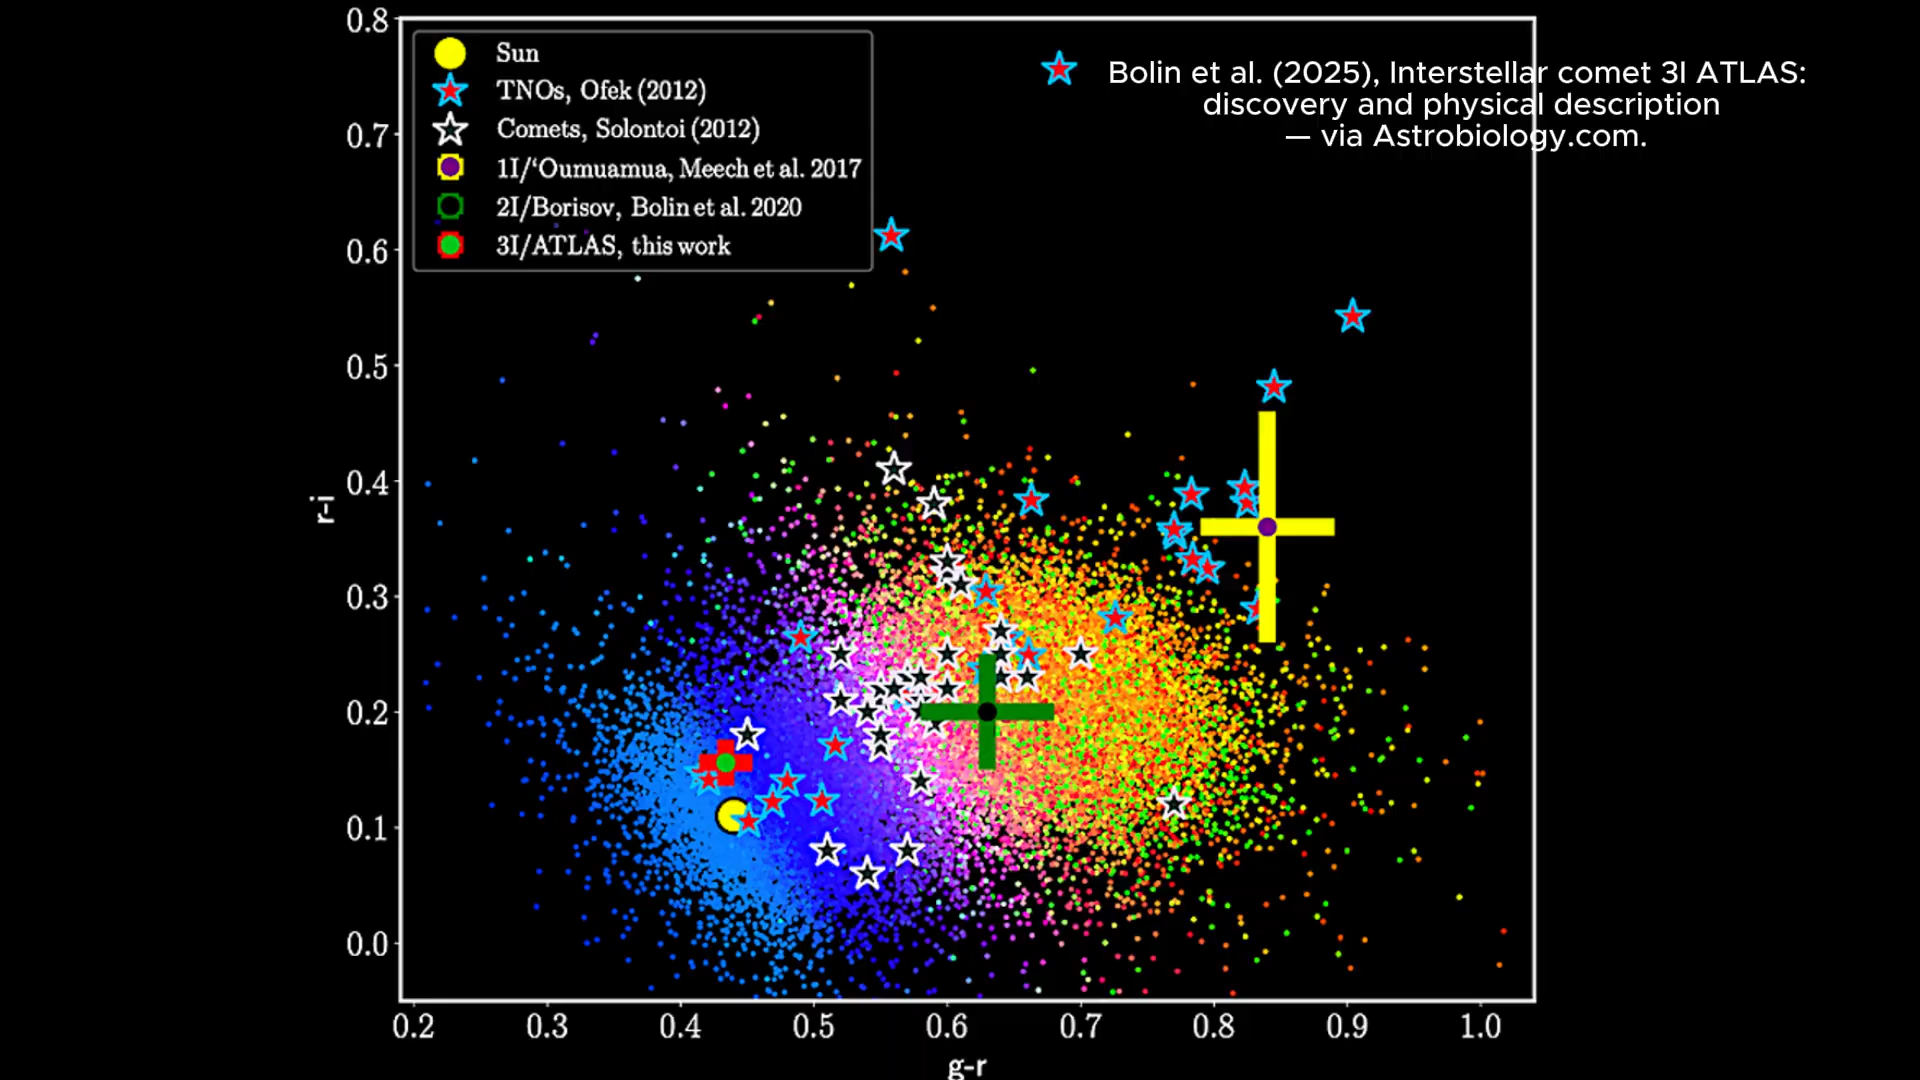 0.8
0.7
0.6
0.5
0.4
0.3
0.2
0.1
0.0
r-i
Sun
TNOs, Ofek (2012)
Comets, Solontoi (2012)
1I/‘Oumuamua, Meech et al. 2017
2I/Borisov, Bolin et al. 2020
3I/ATLAS, this work
Bolin et al. (2025), Interstellar comet 3I ATLAS:
discovery and physical description
— via Astrobiology.com.
0.2 0.3 0.4 0.5 0.6 0.7 0.8 0.9 1.0
g-r